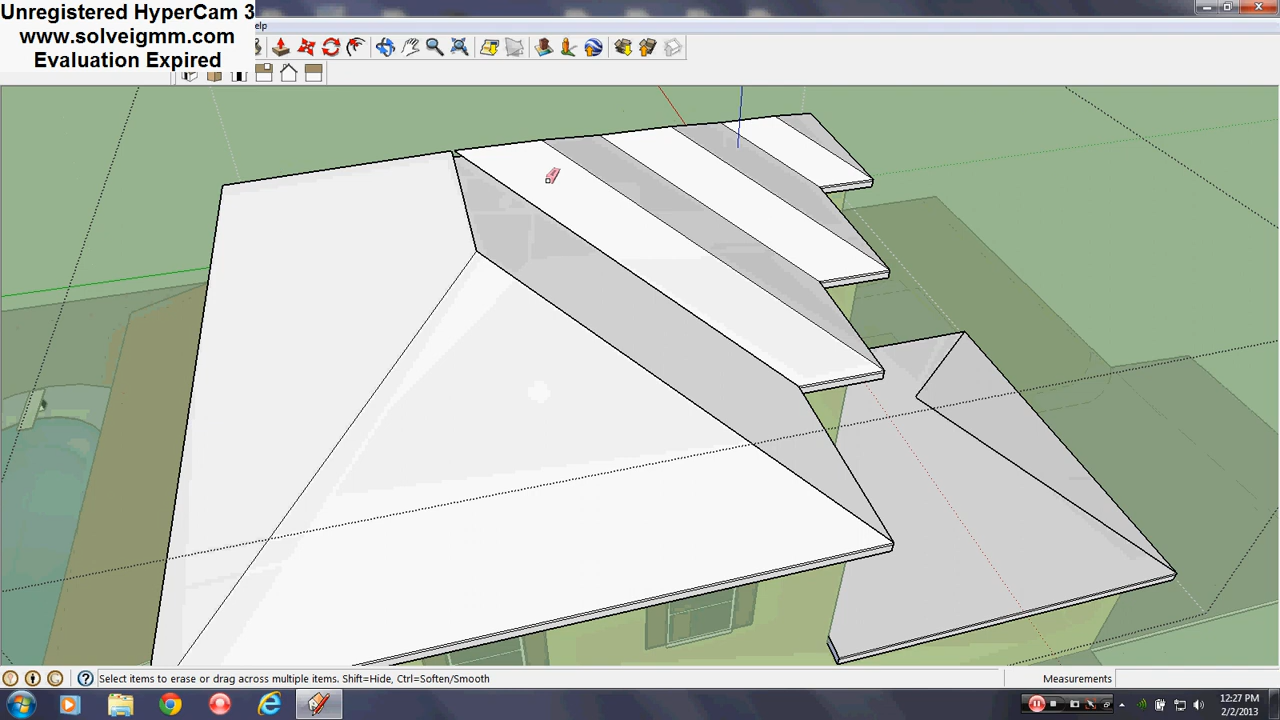 Unregistered HyperCam 3
www.solveigmm.com
Evaluation Expired
elp
Select items to erase or drag across multiple items. Shift=Hide, Ctrl=Soften/Smooth
Measurements
12:27 PM
2/2/2013